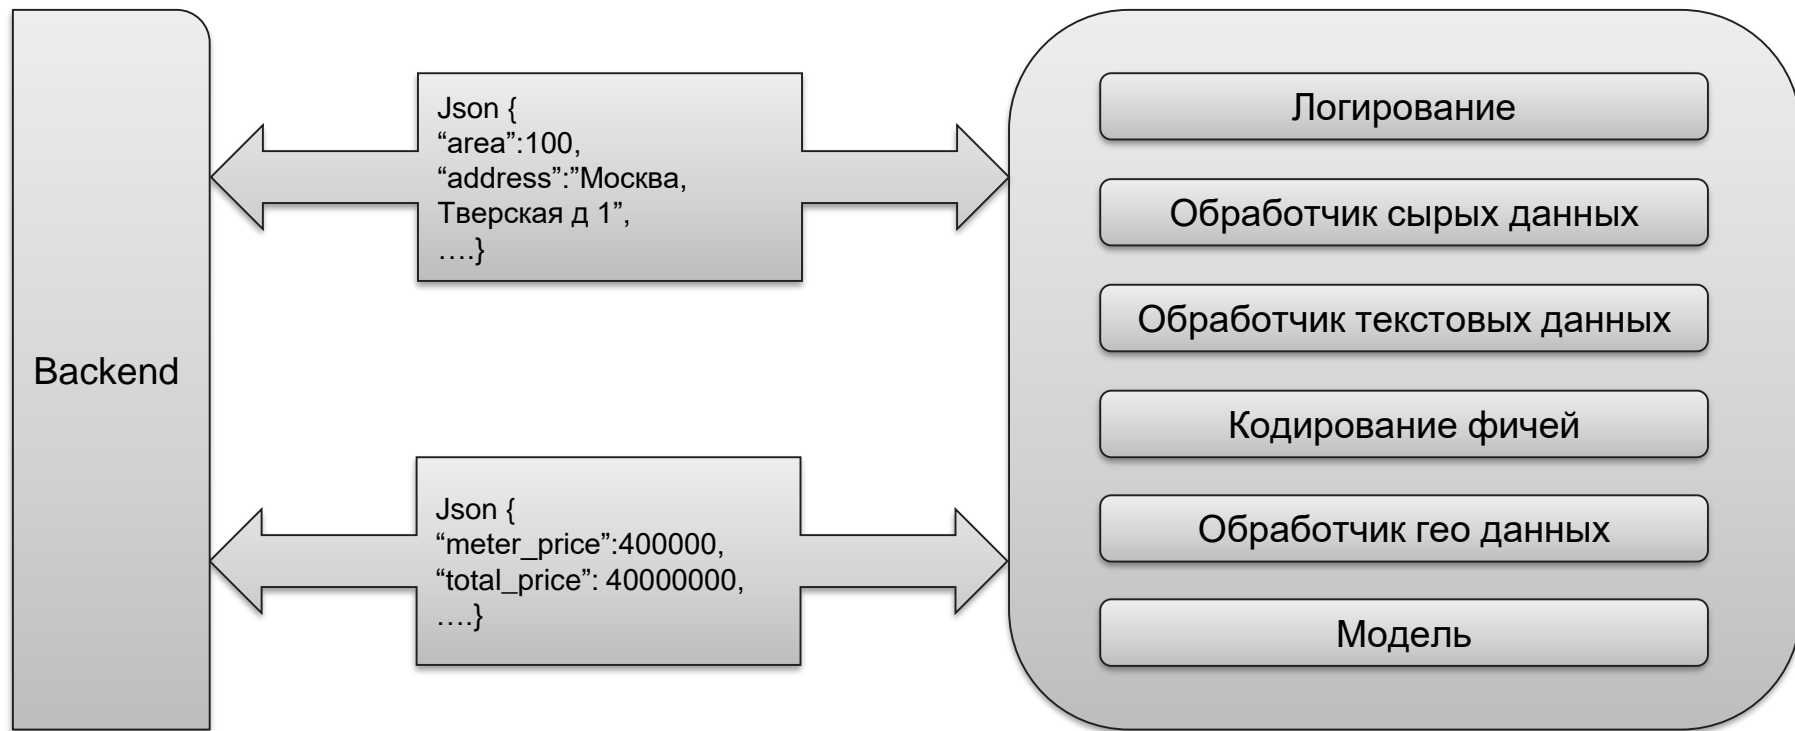 Backend
Json {
“area”:100,
“address”:”Москва,
Тверская д 1”,
….}
Json {
“meter_price”:400000,
“total_price”: 40000000,
….}
Логирование
Обработчик сырых данных
Обработчик текстовых данных
Кодирование фичей
Обработчик гео данных
Модель